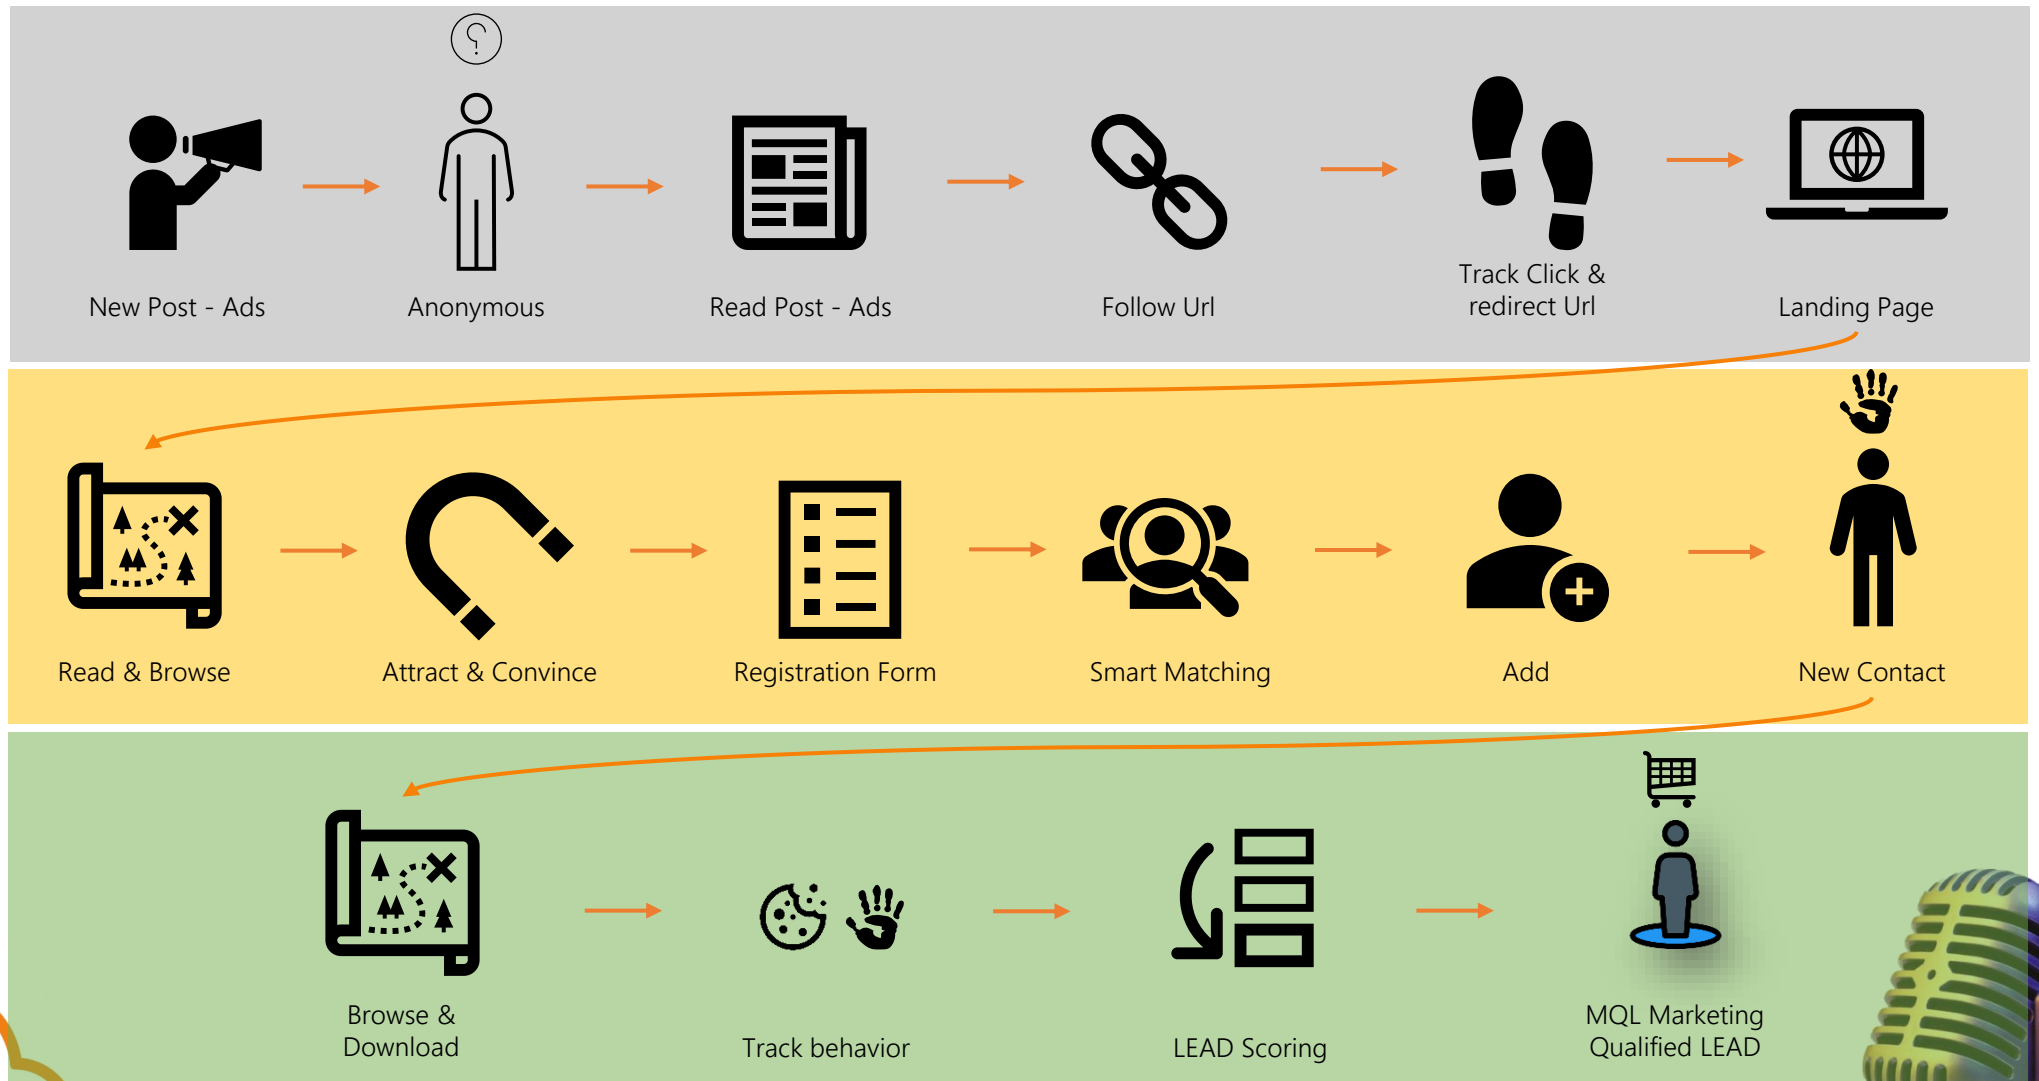 New Post - Ads
Anonymous
Read Post - Ads
Follow Url
Track Click &
redirect Url
Landing Page
Read & Browse
Attract & Convince
Registration Form
Smart Matching
Add
New Contact
Browse &
Download
Track behavior
LEAD Scoring
MQL Marketing
Qualified LEAD